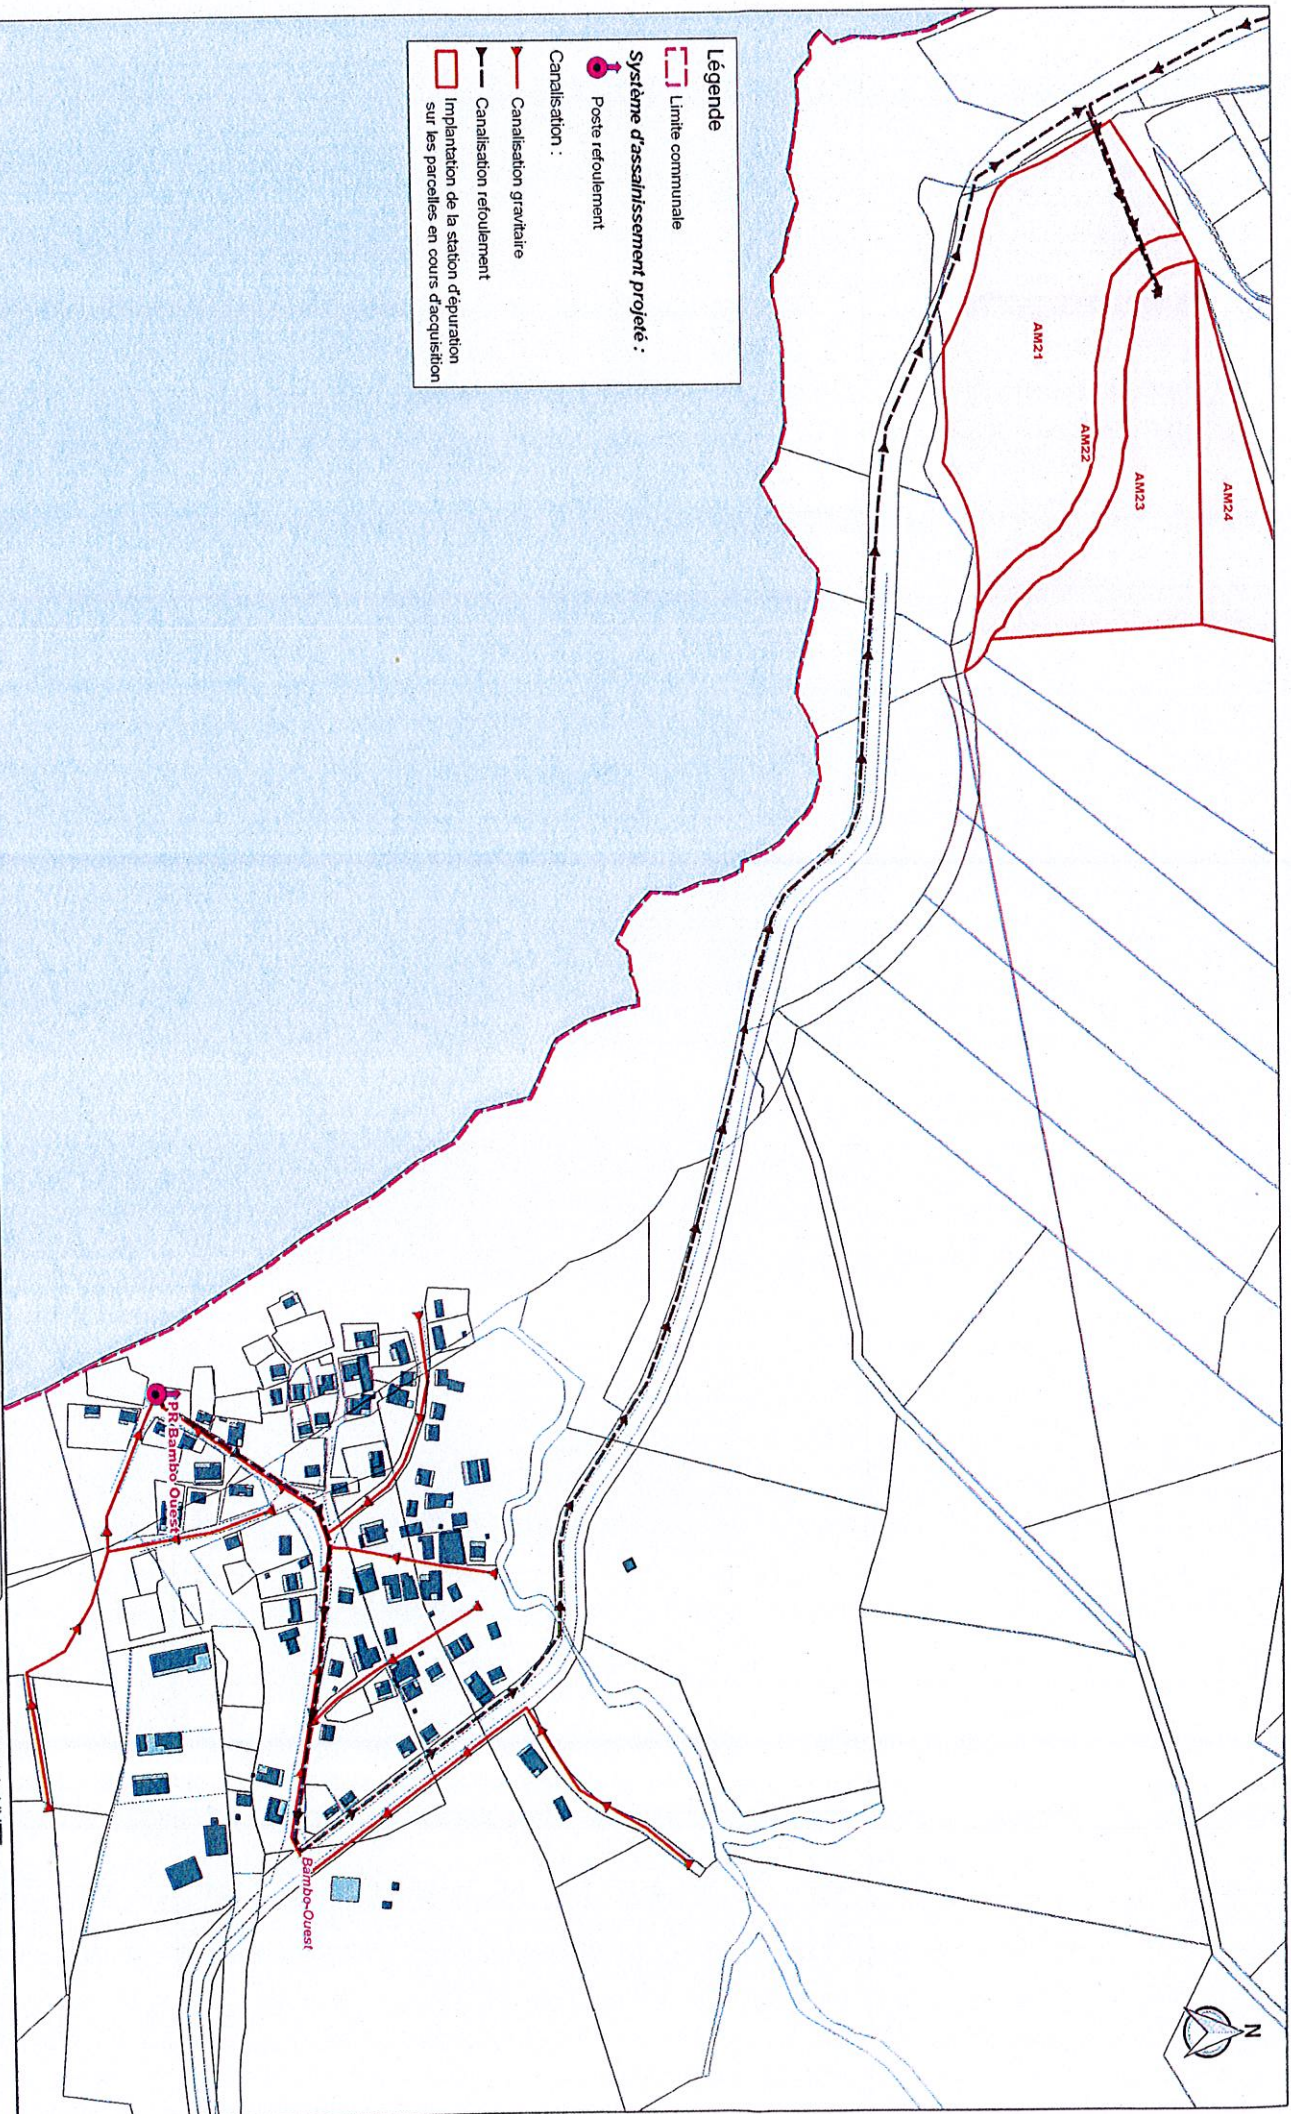 Légende
Limite communale
Système d'assainissement projeté :
Poste refoulement
Canalisation :
Canalisation gravitaire
Canalisation refoulement
Implantation de la station d'épuration
sur les parcelles en cours d'acquisition
AM21
AM22
AM23
AM24
PR Bambo Ouest
Bambo-Ouest
N